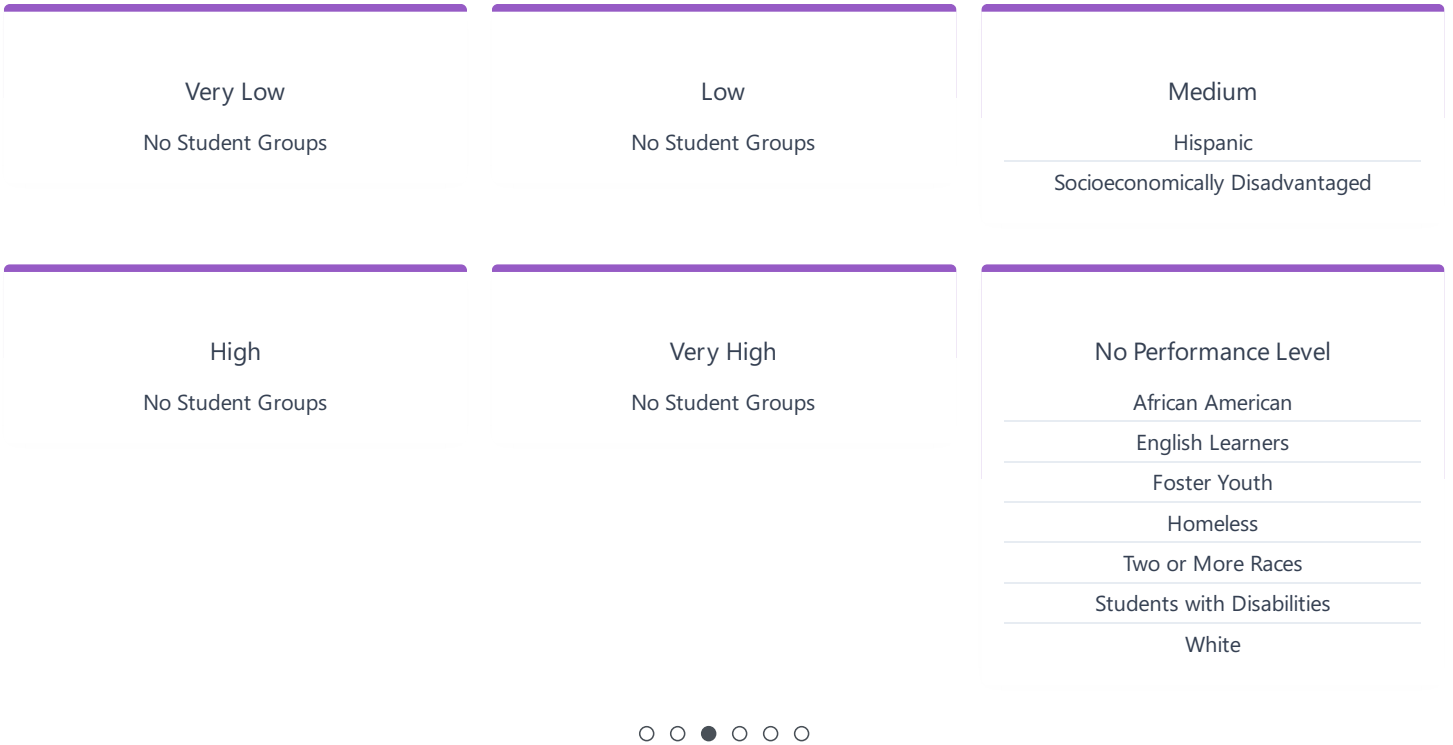 Very Low
No Student Groups
Low
No Student Groups
Medium
Hispanic
Socioeconomically Disadvantaged
High
No Student Groups
Very High
No Student Groups
No Performance Level
African American
English Learners
Foster Youth
Homeless
Two or More Races
Students with Disabilities
White